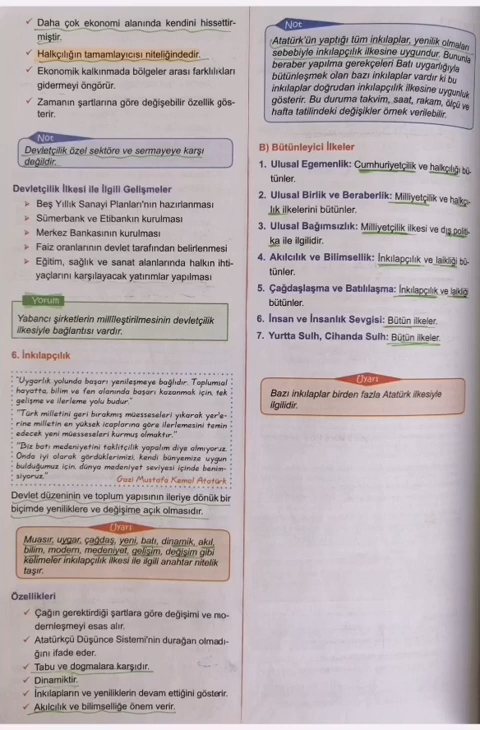 ✓ Daha çok ekonomi alanında kendini hissettir-
miştir.
✓ Halkçılığın tamamlayıcısı niteliğindedir.
✓ Ekonomik kalkınmada bölgeler arası farklılıkları
gidermeyi öngörür.
✓ Zamanın şartlarına göre değişebilir özellik gös-
terir.
Not
Devletçilik özel sektöre ve sermayeye karşı
değildir.
Devletçilik İlkesi ile İlgili Gelişmeler
➤ Beş Yıllık Sanayi Planları'nın hazırlanması
➤ Sümerbank ve Etibankın kurulması
➤ Merkez Bankasının kurulması
➤ Faiz oranlarının devlet tarafından belirlenmesi
➤ Eğitim, sağlık ve sanat alanlarında halkın ihti-
yaçlarını karşılayacak yatırımlar yapılması
Yorum
Yabancı şirketlerin millîleştirilmesinin devletçilik
ilkesiyle bağlantısı vardır.
6. İnkılapçılık
"Uygarlık yolunda başarı yenileşmeye bağlıdır. Toplumsal
hayatta, bilim ve fen alanında başarı kazanmak için, tek
gelişme ve ilerleme yolu budur."
"Türk milletini geri bırakmış müesseseleri yıkarak yerle-
rine milletin en yüksek icaplarına göre ilerlemesini temin
edecek yeni müesseseleri kurmuş olmaktır."
"Biz batı medeniyetini taklitçilik yapalım diye almıyoruz.
Onda iyi olarak gördüklerimizi, kendi bünyemize uygun
bulduğumuz için, dünya medeniyet seviyesi içinde benim-
siyoruz."
Gazi Mustafa Kemal Atatürk
Devlet düzeninin ve toplum yapısının ileriye dönük bir
biçimde yeniliklere ve değişime açık olmasıdır.
Uyarı
Muasır, uygar, çağdaş, yeni, batı, dinamik, akıl,
bilim, modern, medeniyet, gelişim, değişim gibi
kelimeler inkılapçılık ilkesi ile ilgili anahtar nitelik
taşır.
Özellikleri
✓ Çağın gerektirdiği şartlara göre değişimi ve mo-
dernleşmeyi esas alır.
✓ Atatürkçü Düşünce Sistemi'nin durağan olmadı-
ğını ifade eder.
✓ Tabu ve dogmalara karşıdır.
✓ Dinamiktir.
✓ İnkılapların ve yeniliklerin devam ettiğini gösterir.
✓ Akılcılık ve bilimselliğe önem verir.
Not
Atatürk'ün yaptığı tüm inkılaplar, yenilik olmaları
sebebiyle inkılapçılık ilkesine uygundur. Bununla
beraber yapılma gerekçeleri Batı uygarlığıyla
bütünleşmek olan bazı inkılaplar vardır ki bu
inkılaplar doğrudan inkılapçılık ilkesine uygunluk
gösterir. Bu duruma takvim, saat, rakam, ölçü ve
hafta tatilindeki değişikler örnek verilebilir.
B) Bütünleyici İlkeler
1. Ulusal Egemenlik: Cumhuriyetçilik ve halkçılığı bü-
tünler.
2. Ulusal Birlik ve Beraberlik: Milliyetçilik ve halkçı-
lık ilkelerini bütünler.
3. Ulusal Bağımsızlık: Milliyetçilik ilkesi ve dış politi-
ka ile ilgilidir.
4. Akılcılık ve Bilimsellik: İnkılapçılık ve laikliği bü-
tünler.
5. Çağdaşlaşma ve Batılılaşma: İnkılapçılık ve laikliği
bütünler.
6. İnsan ve İnsanlık Sevgisi: Bütün ilkeler.
7. Yurtta Sulh, Cihanda Sulh: Bütün ilkeler.
Uyarı
Bazı inkılaplar birden fazla Atatürk ilkesiyle
ilgilidir.